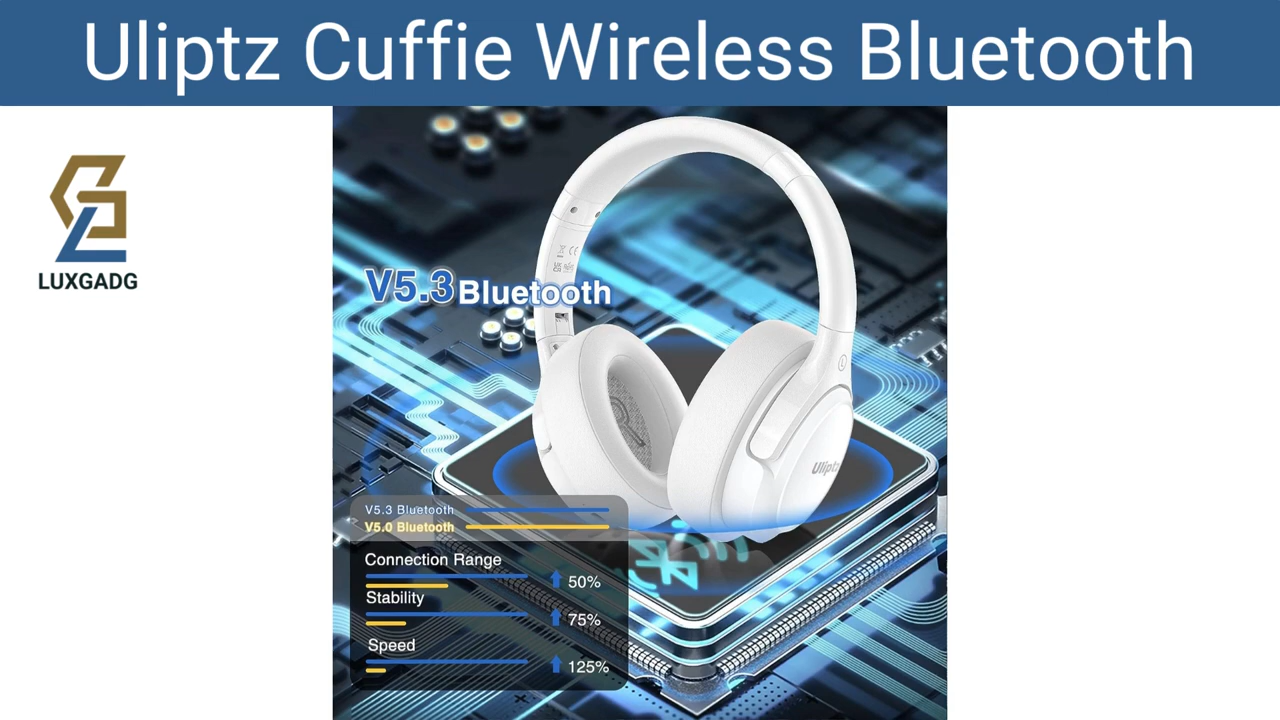 Uliptz Cuffie Wireless Bluetooth
LUXGADG
V5.3 Bluetooth
L
Uliptz
V5.3 Bluetooth
V5.0 Bluetooth
Connection Range
50%
Stability
75%
Speed
125%